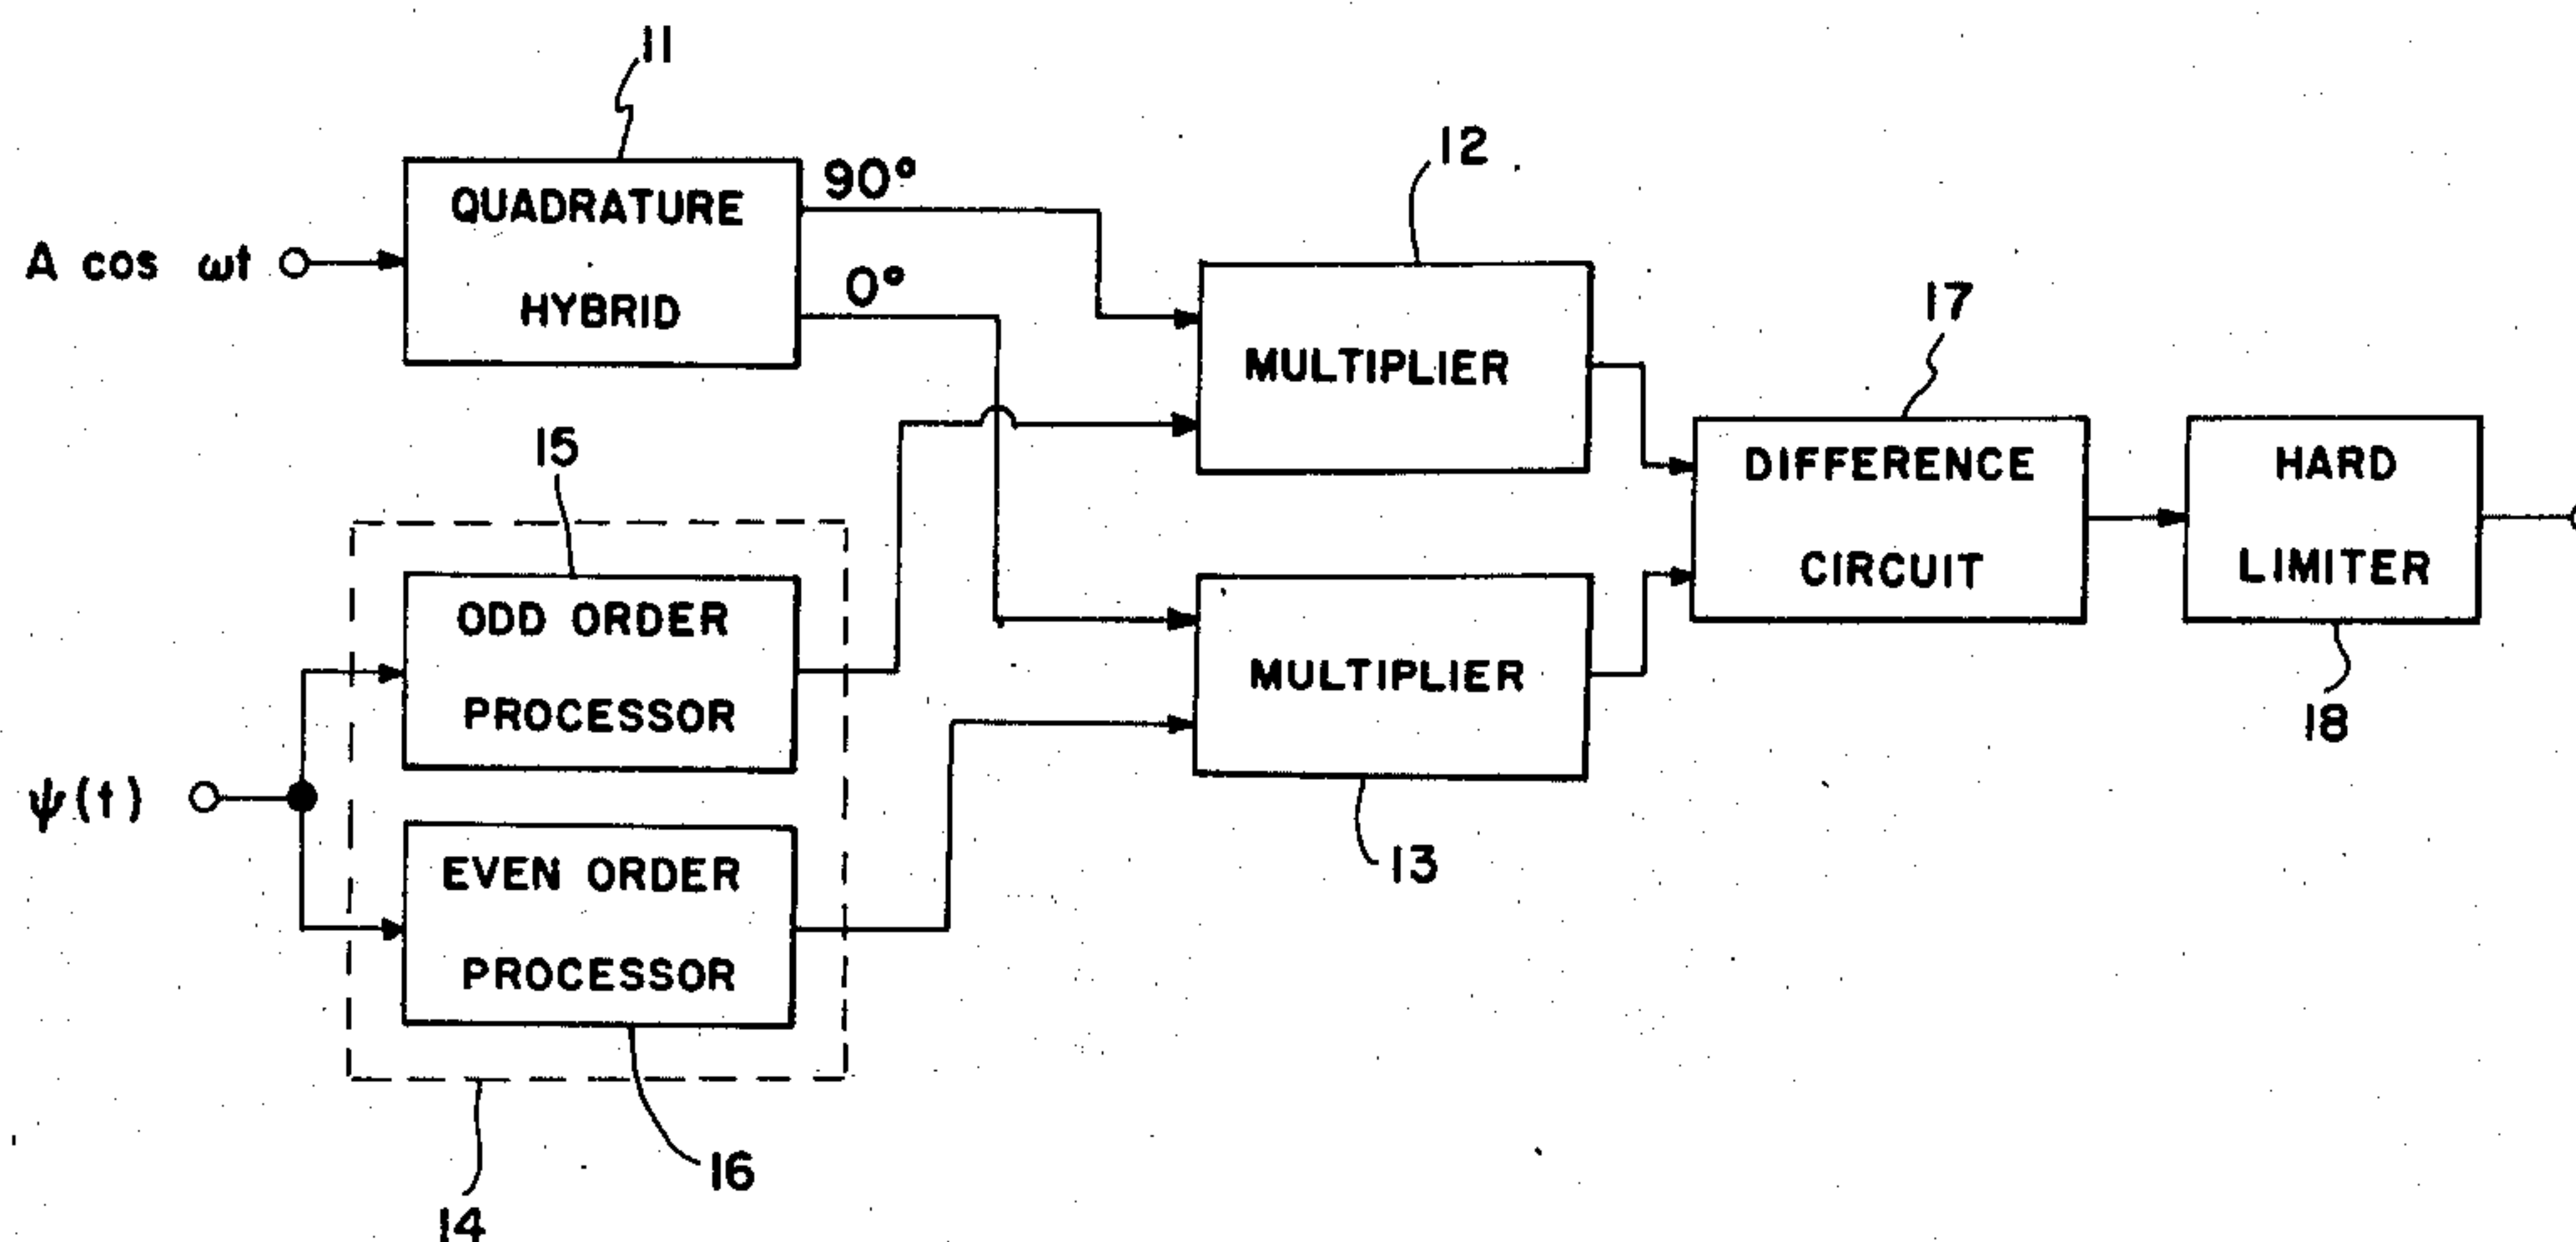 11
QUADRATURE
HYBRID
90°
0°
A cos ωt
12
MULTIPLIER
17
DIFFERENCE
CIRCUIT
HARD
LIMITER
18
15
ODD ORDER
PROCESSOR
MULTIPLIER
13
ψ(t)
EVEN ORDER
PROCESSOR
16
14